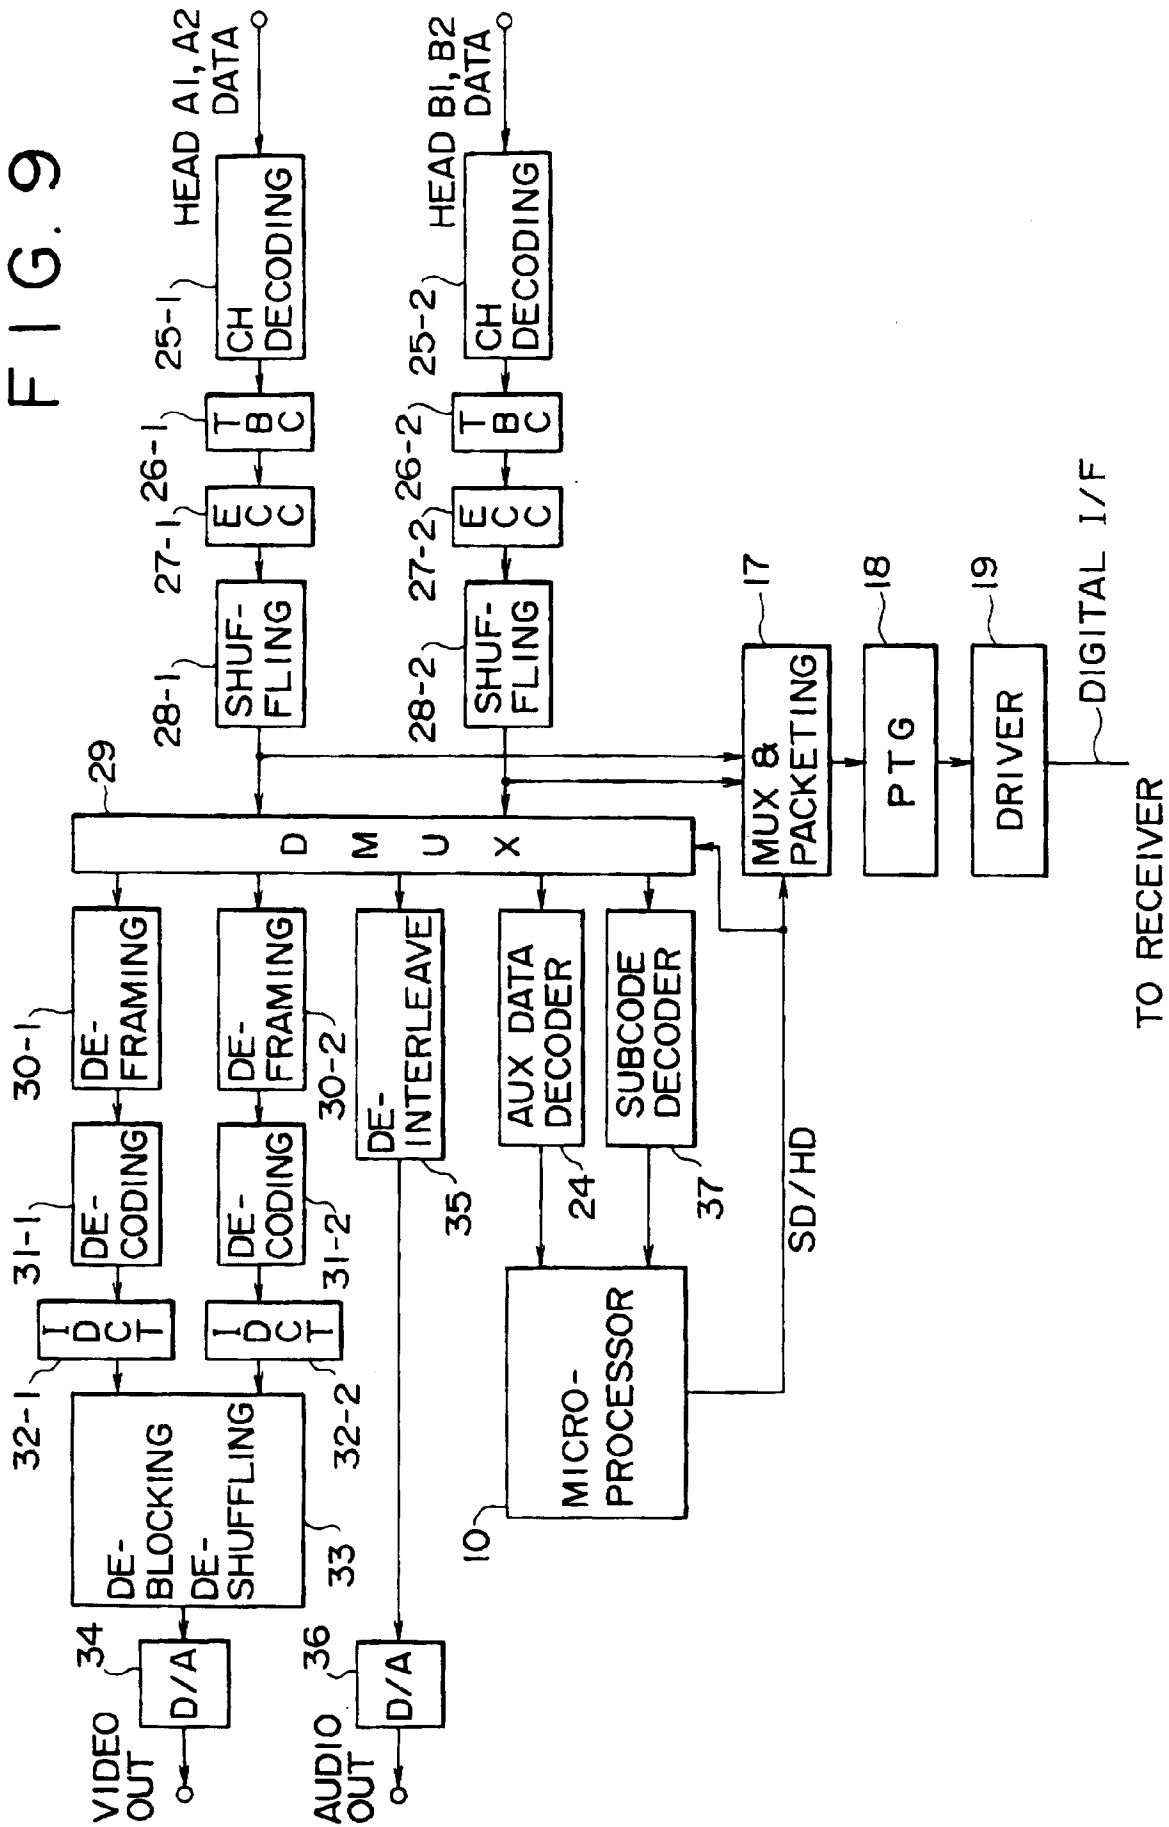 FIG. 9
VIDEO
OUT
34
D/A
DE-
BLOCKING
DE-
SHUFFLING
33
32-1
IDCT
31-1
DE-
CODING
30-1
DE-
FRAMING
29
DMUX
28-1
SHUF-
FLING
27-1
ECC
26-1
TBC
25-1
CH
DECODING
HEAD A1, A2
DATA
32-2
IDCT
31-2
DE-
CODING
30-2
DE-
FRAMING
AUDIO
OUT
36
D/A
35
DE-
INTERLEAVE
28-2
SHUF-
FLING
27-2
ECC
26-2
TBC
25-2
CH
DECODING
HEAD B1, B2
DATA
10
MICRO-
PROCESSOR
24
AUX DATA
DECODER
37
SUBCODE
DECODER
SD/HD
17
MUX &
PACKETING
18
PTG
19
DRIVER
DIGITAL I/F
TO RECEIVER